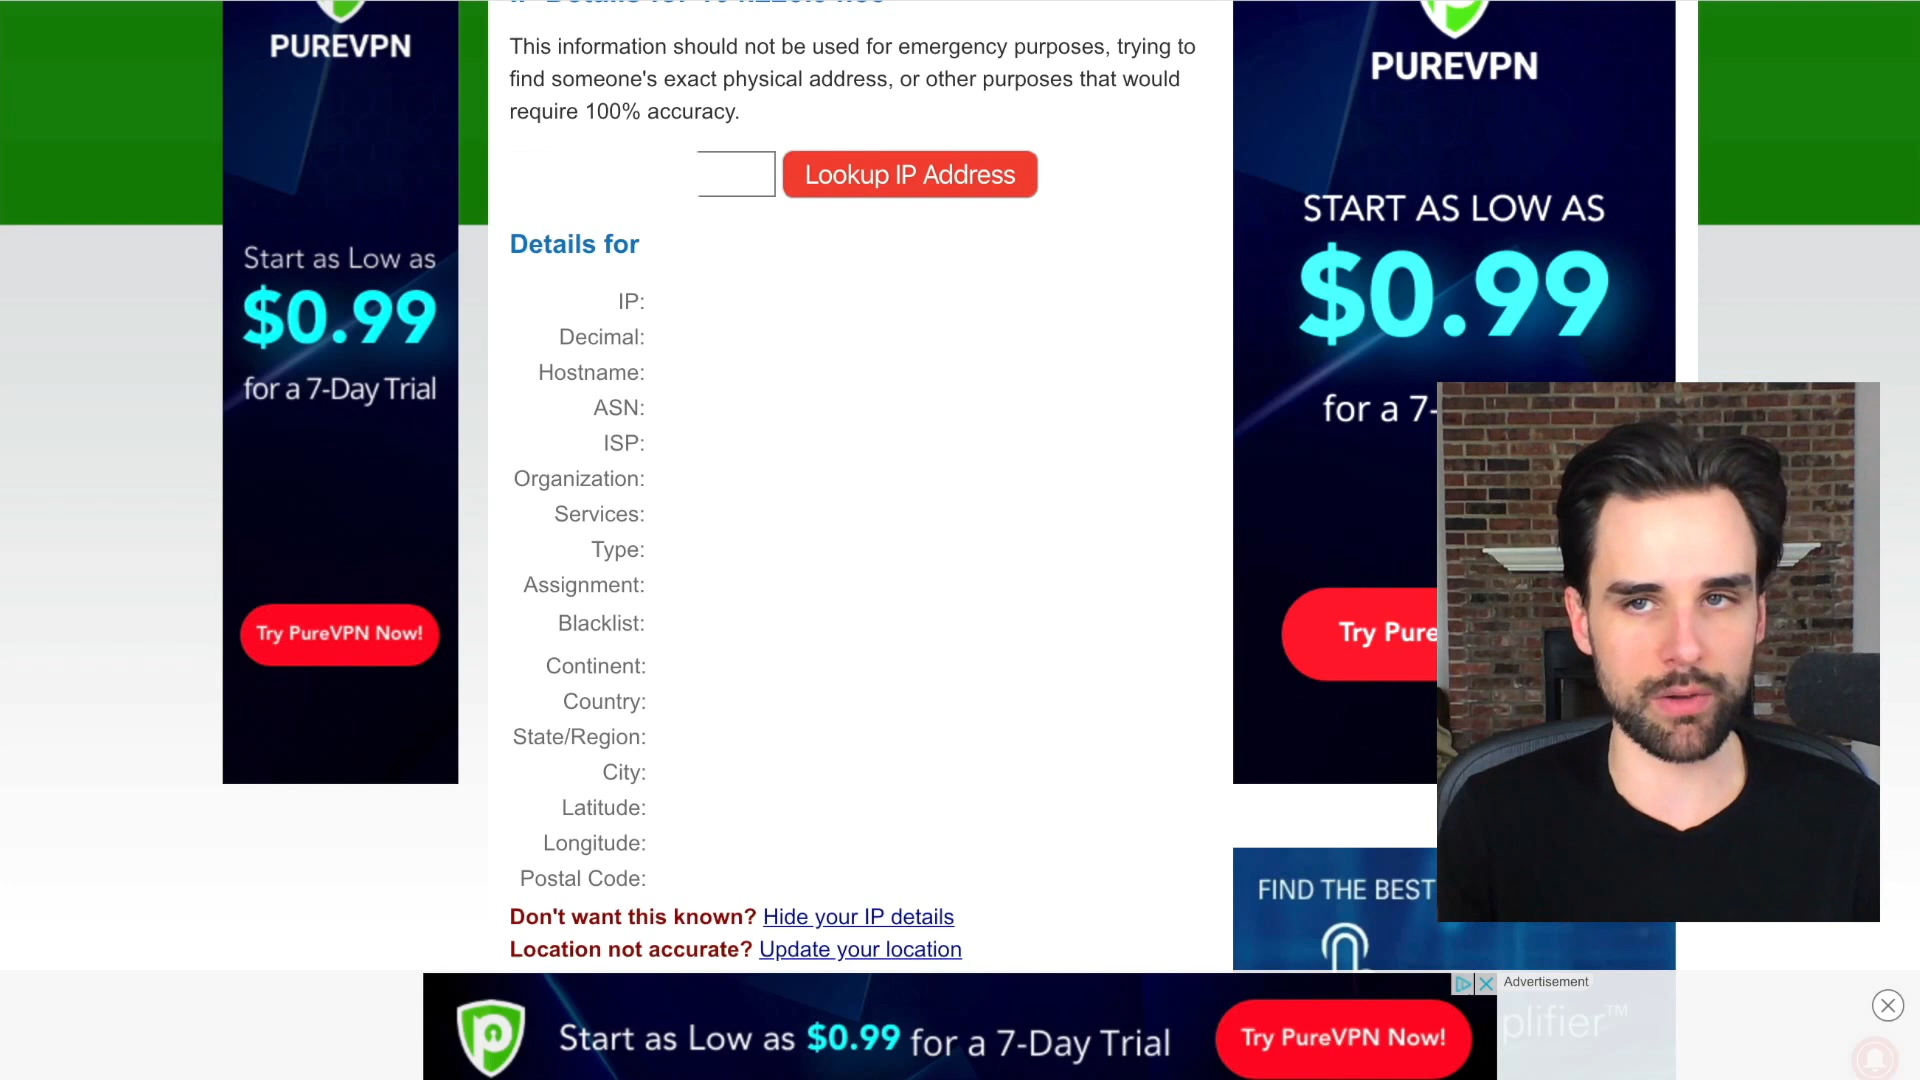 PUREVPN
Start as Low as
$0.99
for a 7-Day Trial
Try PureVPN Now!
This information should not be used for emergency purposes, trying to
find someone's exact physical address, or other purposes that would
require 100% accuracy.
Lookup IP Address
Details for
IP:
Decimal:
Hostname:
ASN:
ISP:
Organization:
Services:
Type:
Assignment:
Blacklist:
Continent:
Country:
State/Region:
City:
Latitude:
Longitude:
Postal Code:
Don't want this known? Hide your IP details
Location not accurate? Update your location
PUREVPN
START AS LOW AS
$0.99
for a 7-
Try Pure
FIND THE BEST
Advertisement
plifier™
Start as Low as $0.99 for a 7-Day Trial
Try PureVPN Now!